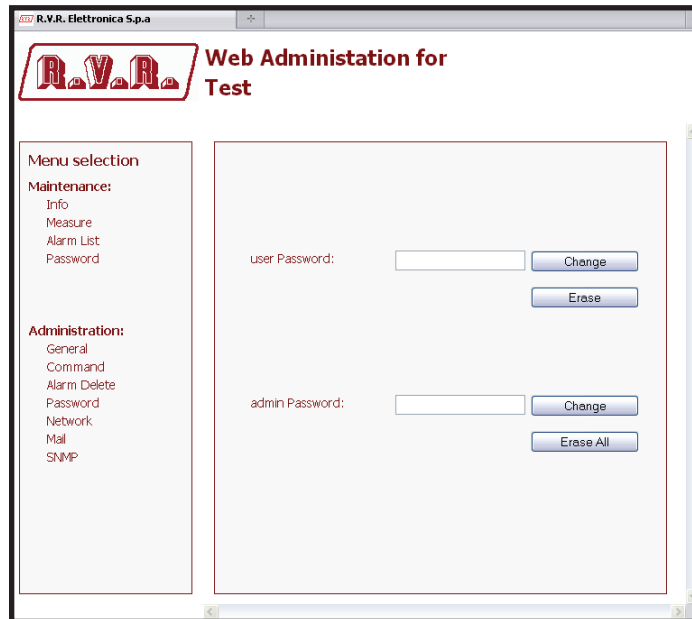 R.V.R. Elettronica S.p.a
R.V.R.
Web Administation for
Test
Menu selection
Maintenance:
Info
Measure
Alarm List
Password
Administration:
General
Command
Alarm Delete
Password
Network
Mail
SNMP
user Password:
Change
Erase
admin Password:
Change
Erase All